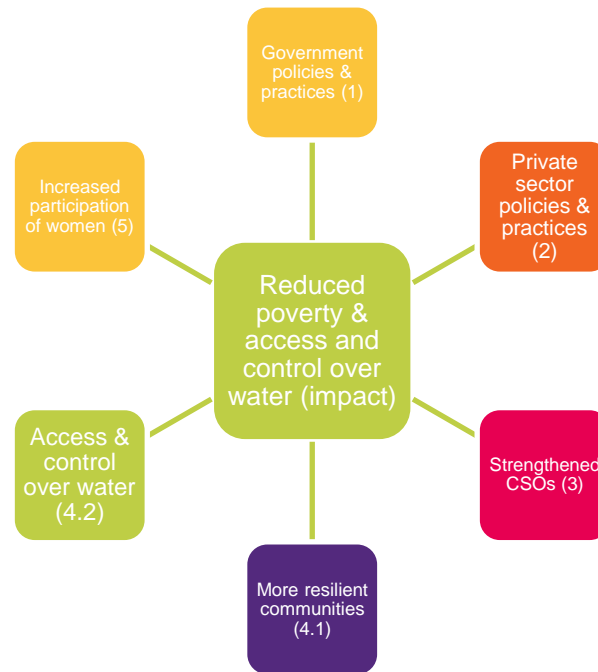 Government
policies &
practices (1)
Increased
participation
of women (5)
Private
sector
policies &
practices
(2)
Reduced
poverty &
access and
control over
water (impact)
Access &
control
over water
(4.2)
Strengthened
CSOs (3)
More resilient
communities
(4.1)